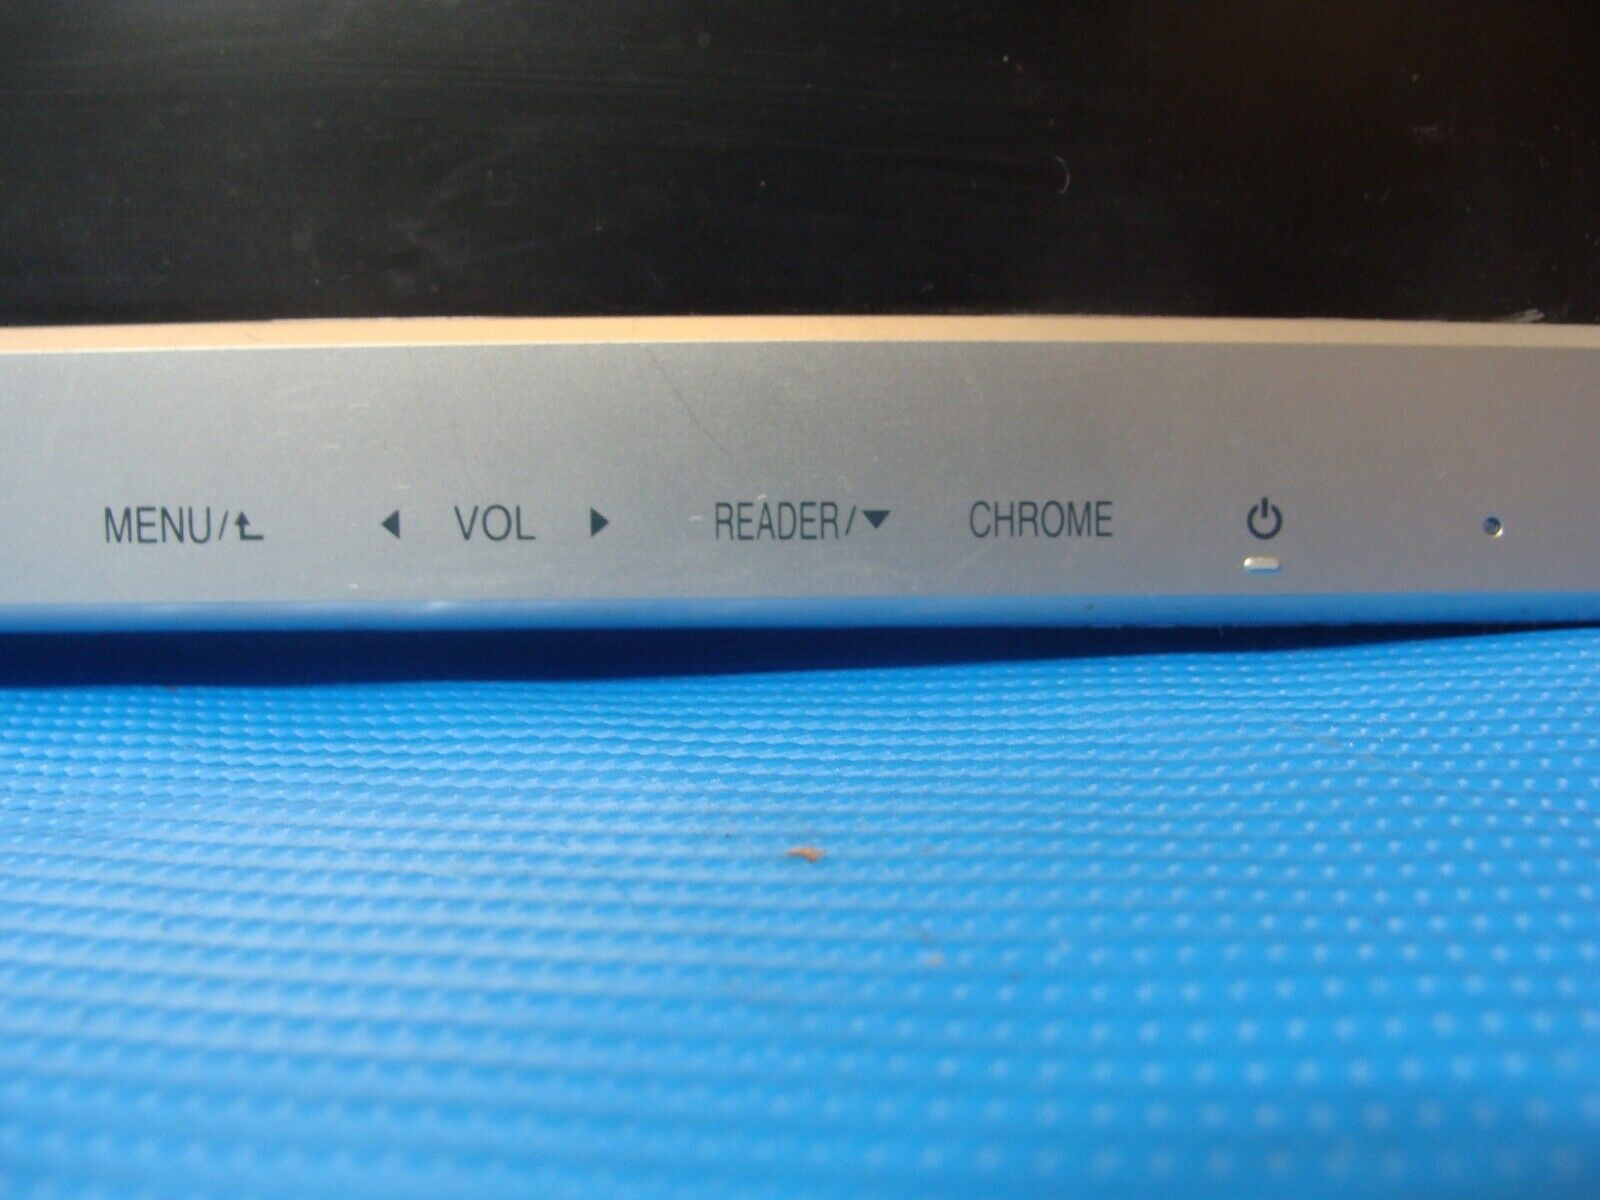 MENU/⮤ ◀ VOL ▶ READER/▼ CHROME ⏻